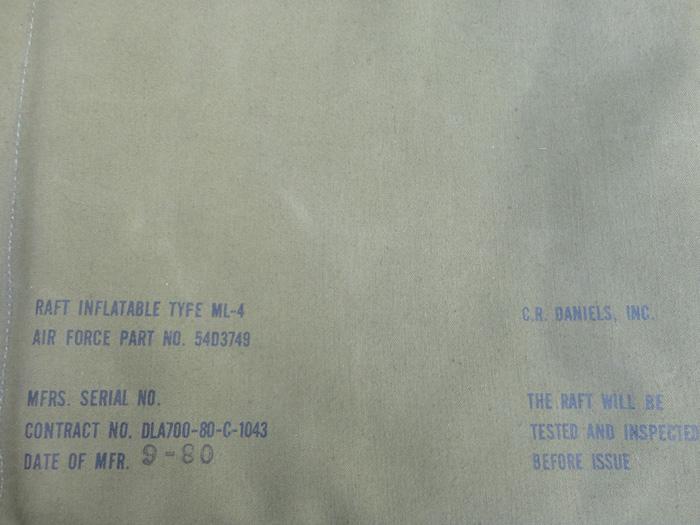 RAFT INFLATABLE TYPE ML-4
AIR FORCE PART NO. 54D3749
MFRS. SERIAL NO.
CONTRACT NO. DLA700-80-C-1043
DATE OF MFR. 9-80
C.R. DANIELS, INC.
THE RAFT WILL BE
TESTED AND INSPECTED
BEFORE ISSUE